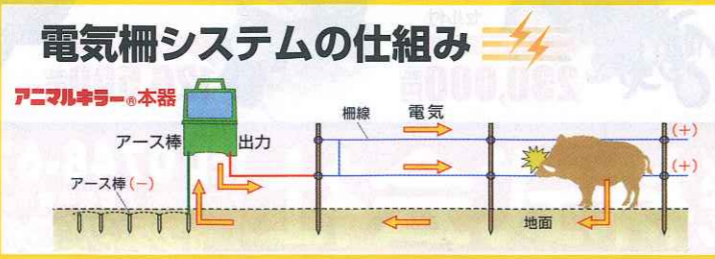 電気柵システムの仕組み
アニマルキラー®本器
アース棒
出力
柵線
電気
(+)
(+)
アース棒(−)
地面